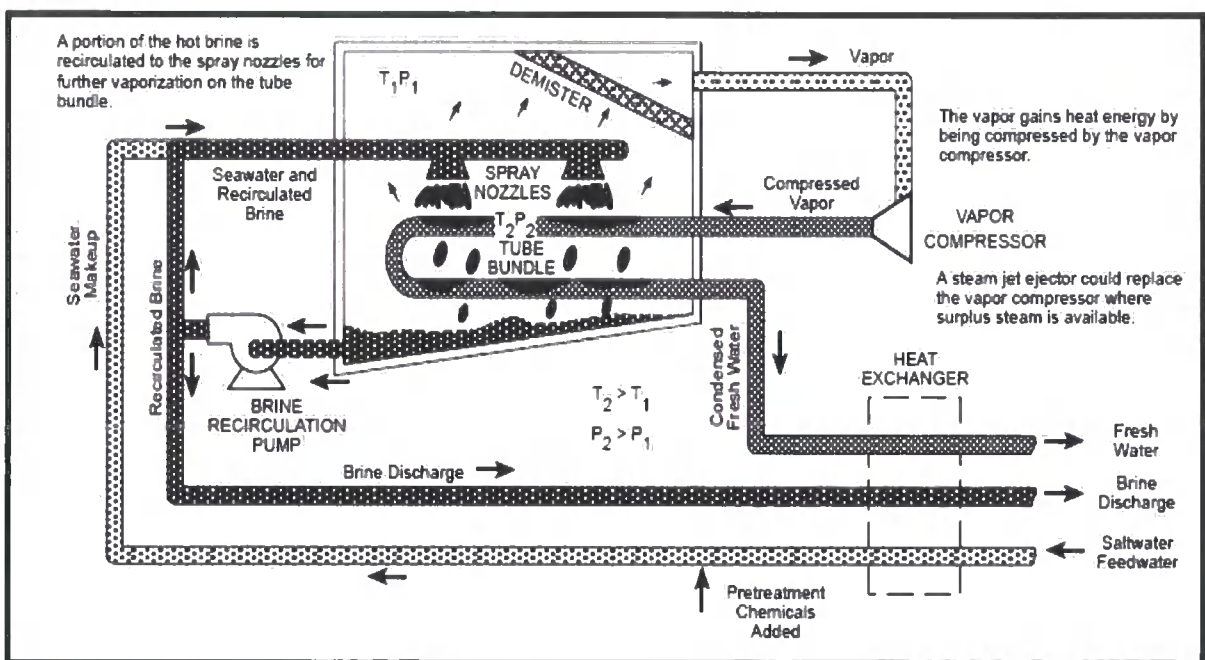 A portion of the hot brine is
recirculated to the spray nozzles for
further vaporization on the tube
bundle.
T1P1
DEMISTER
Vapor
The vapor gains heat energy by
being compressed by the vapor
compressor.
Seawater and
Recirculated
Brine
SPRAY
NOZZLES
Compressed
Vapor
VAPOR
COMPRESSOR
T2P2
TUBE
BUNDLE
A steam jet ejector could replace
the vapor compressor where
surplus steam is available.
Seawater
Makeup
Recirculated Brine
BRINE
RECIRCULATION
PUMP
T2 > T1
P2 > P1
Condensed
Fresh Water
HEAT
EXCHANGER
Fresh
Water
Brine Discharge
Brine
Discharge
Saltwater
Feedwater
Pretreatment
Chemicals
Added